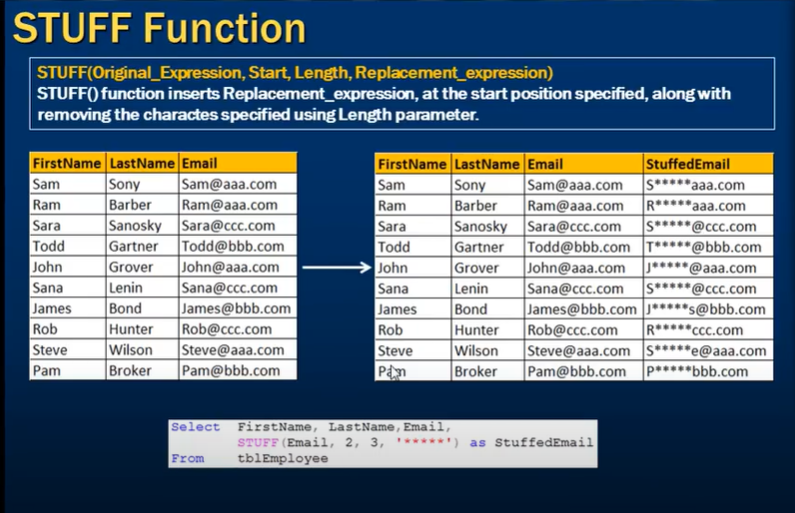 STUFF Function
STUFF(Original_Expression, Start, Length, Replacement_expression)
STUFF() function inserts Replacement_expression, at the start position specified, along with
removing the charactes specified using Length parameter.
FirstName LastName Email
Sam Sony Sam@aaa.com
Ram Barber Ram@aaa.com
Sara Sanosky Sara@ccc.com
Todd Gartner Todd@bbb.com
John Grover John@aaa.com
Sana Lenin Sana@ccc.com
James Bond James@bbb.com
Rob Hunter Rob@ccc.com
Steve Wilson Steve@aaa.com
Pam Broker Pam@bbb.com
FirstName LastName Email StuffedEmail
Sam Sony Sam@aaa.com S*****aaa.com
Ram Barber Ram@aaa.com R*****aaa.com
Sara Sanosky Sara@ccc.com S*****@ccc.com
Todd Gartner Todd@bbb.com T*****@bbb.com
John Grover John@aaa.com J*****@aaa.com
Sana Lenin Sana@ccc.com S*****@ccc.com
James Bond James@bbb.com J*****s@bbb.com
Rob Hunter Rob@ccc.com R*****ccc.com
Steve Wilson Steve@aaa.com S*****e@aaa.com
Pam Broker Pam@bbb.com P*****bbb.com
Select FirstName, LastName,Email,
STUFF(Email, 2, 3, '*****') as StuffedEmail
From tblEmployee